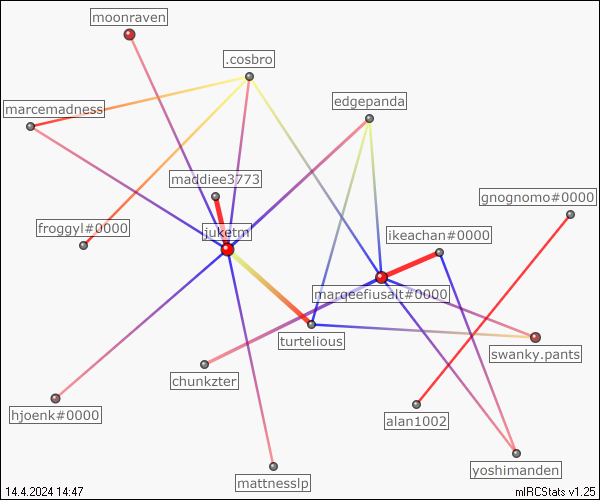 moonraven
.cosbro
edgepanda
marcemadness
maddiee3773
gnognomo#0000
froggyl#0000
juketn
ikeachan#0000
marqeefiusalt#0000
turtelious
swanky.pants
chunkzter
hjoenk#0000
alan1002
yoshimanden
mattnesslp
14.4.2024 14:47
mIRCStats v1.25